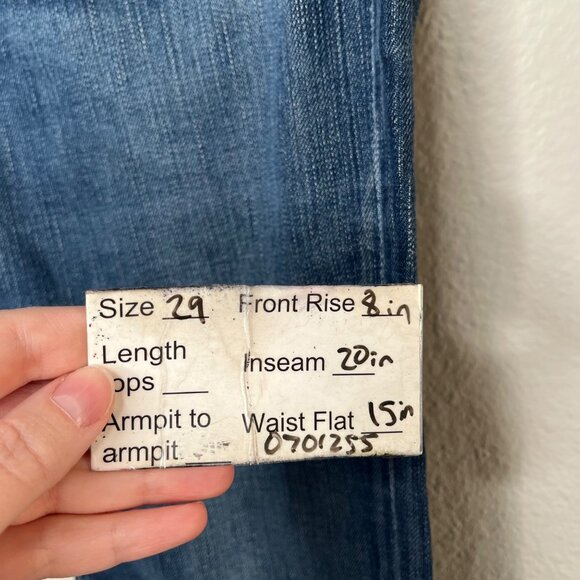 Size 29 Front Rise 8in
Length
ops Inseam 20in
Armpit to
armpit Waist Flat 15in
0701255